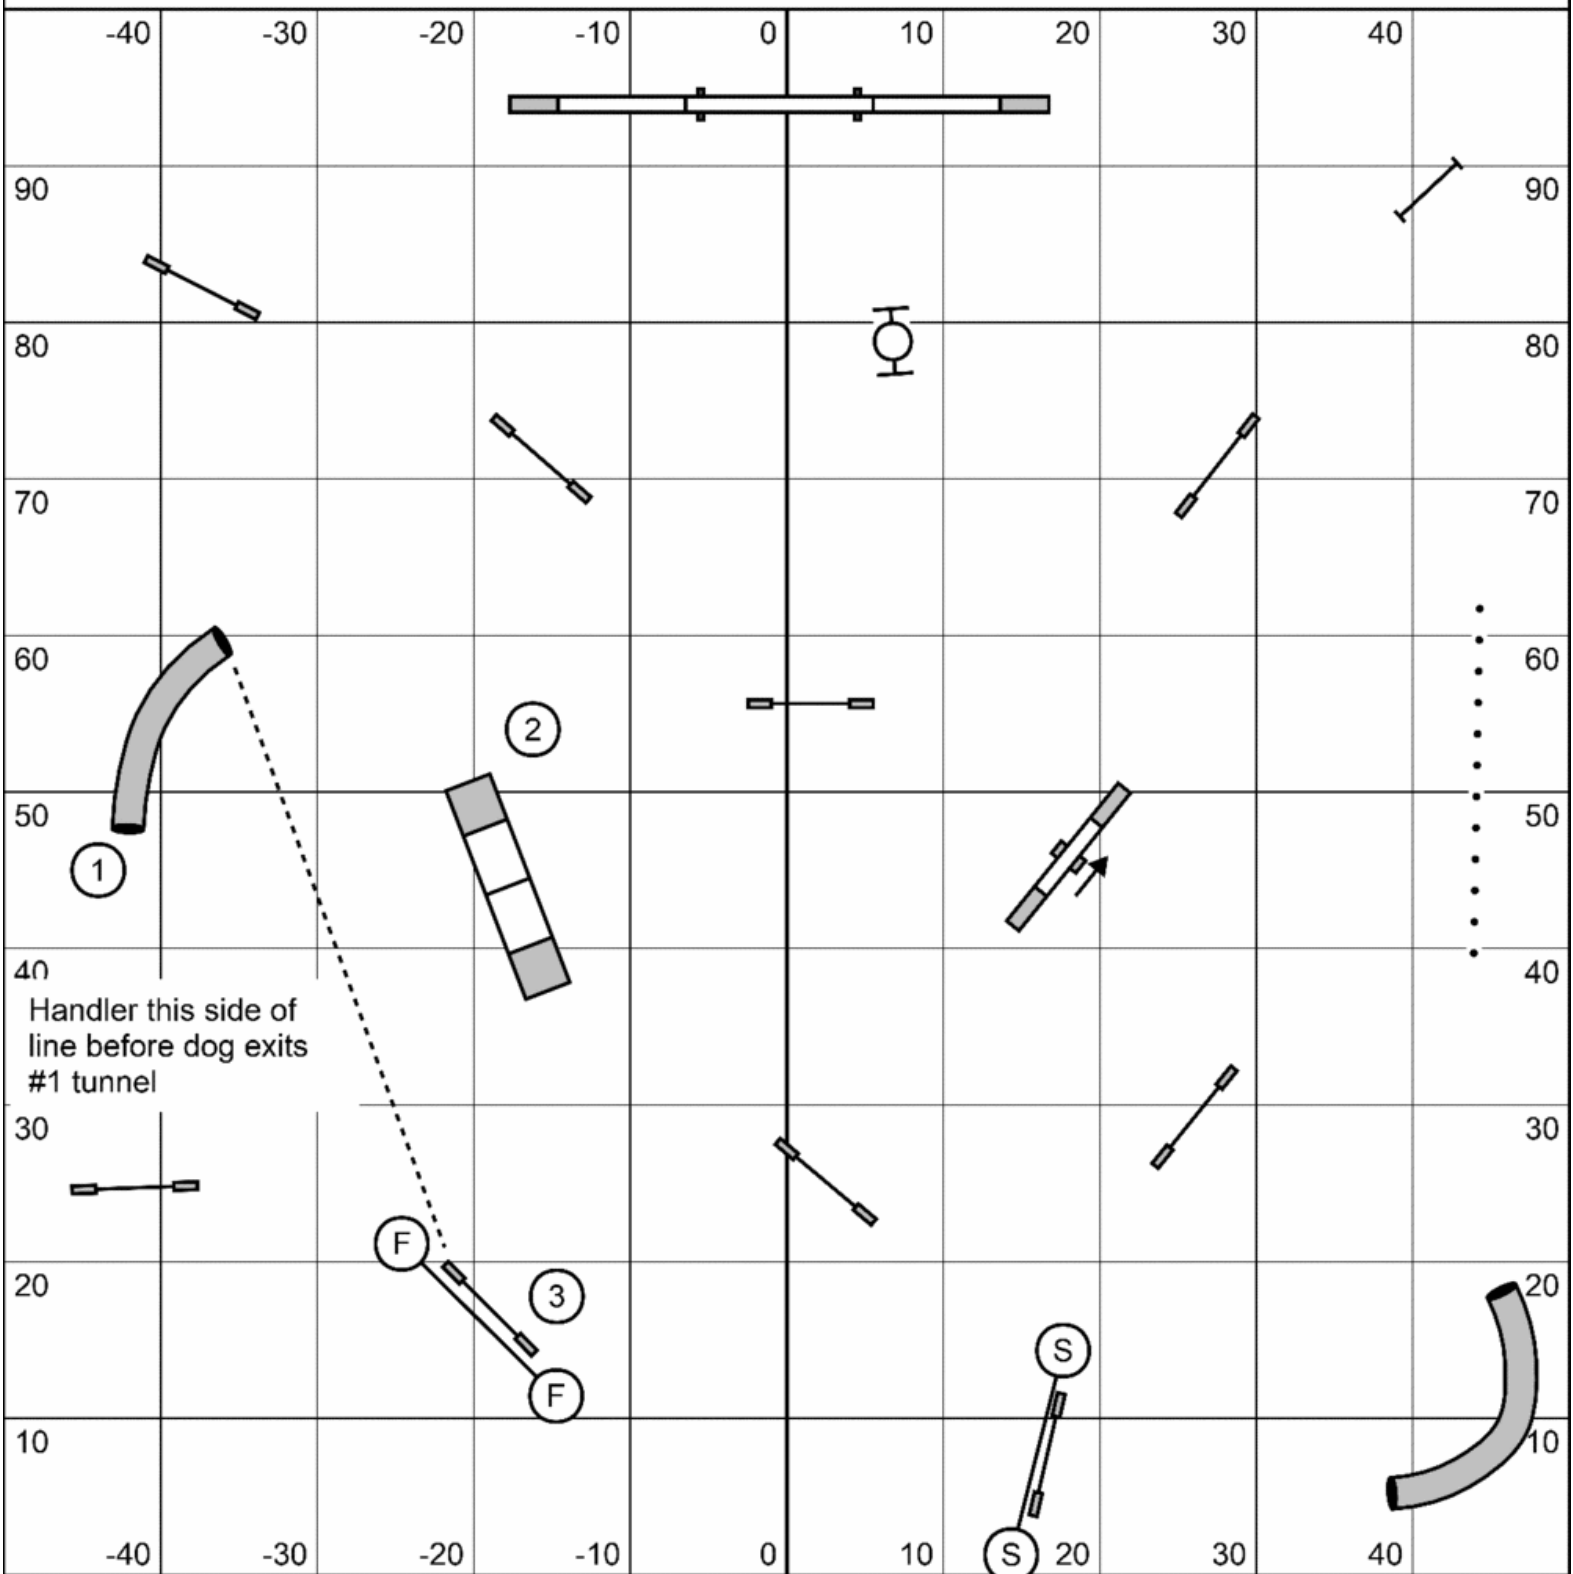 -40 -30 -20 -10 0 10 20 30 40
90 90
80 80
70 70
60 60
2
50 50
1
40 40
Handler this side of
line before dog exits
#1 tunnel
30 30
F
20 3 20
S
F
10 10
-40 -30 -20 -10 0 10 S 20 30 40